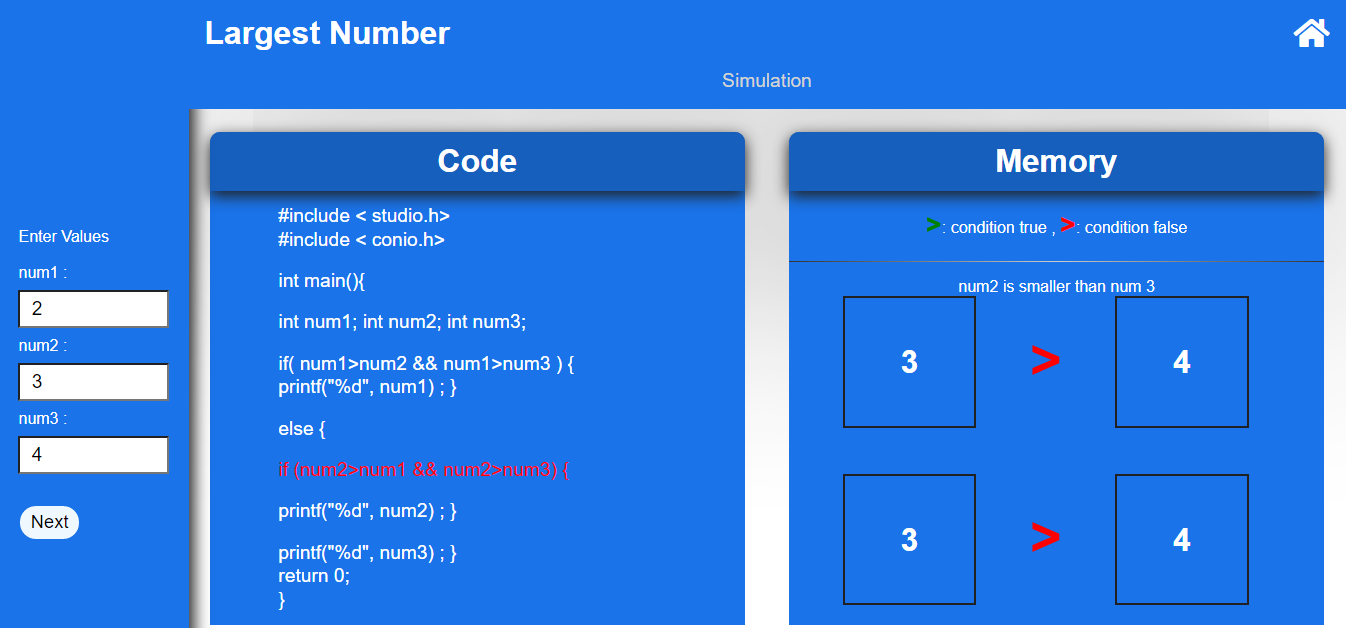 Largest Number
Simulation
Enter Values
num1 :
2
num2 :
3
num3 :
4
Next
Code
#include < studio.h>
#include < conio.h>
int main(){
int num1; int num2; int num3;
if( num1>num2 && num1>num3 ) {
printf("%d", num1) ; }
else {
if (num2>num1 && num2>num3) {
printf("%d", num2) ; }
printf("%d", num3) ; }
return 0;
}
Memory
>: condition true , >: condition false
num2 is smaller than num 3
3 > 4
3 > 4